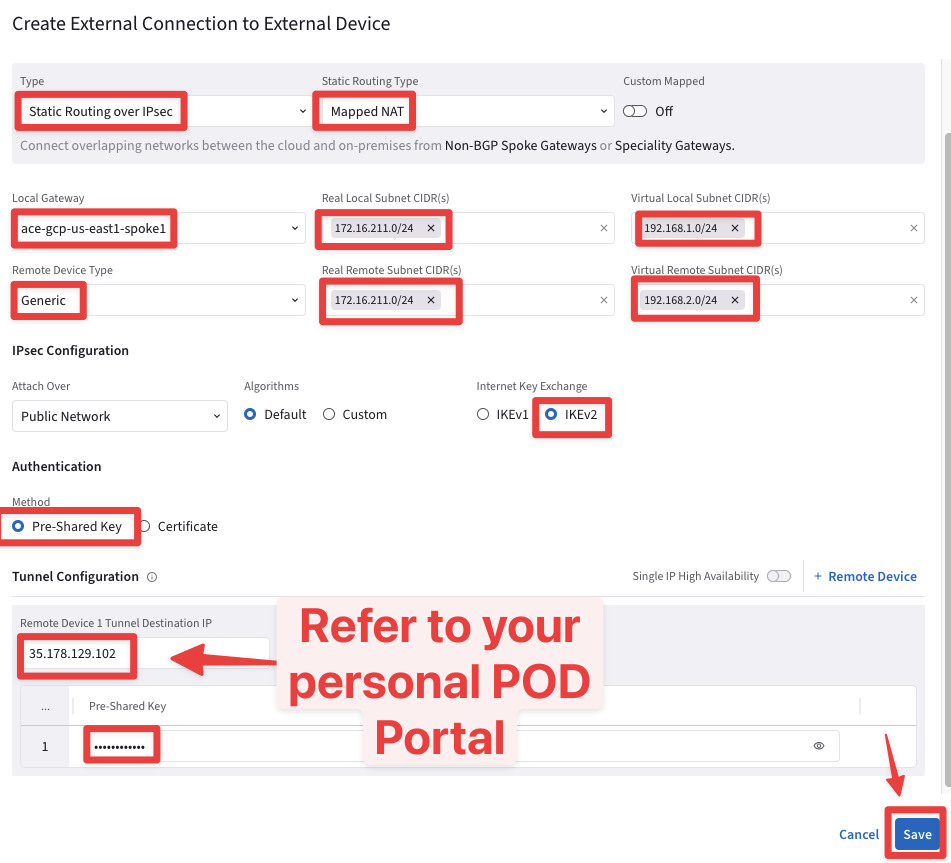 Create External Connection to External Device
Type
Static Routing Type
Custom Mapped
Static Routing over IPsec
Mapped NAT
Off
Connect overlapping networks between the cloud and on-premises from Non-BGP Spoke Gateways or Speciality Gateways.
Local Gateway
Real Local Subnet CIDR(s)
Virtual Local Subnet CIDR(s)
ace-gcp-us-east1-spoke1
172.16.211.0/24
192.168.1.0/24
Remote Device Type
Real Remote Subnet CIDR(s)
Virtual Remote Subnet CIDR(s)
Generic
172.16.211.0/24
192.168.2.0/24
IPsec Configuration
Attach Over
Algorithms
Internet Key Exchange
Public Network
Default
Custom
IKEv1
IKEv2
Authentication
Method
Pre-Shared Key
Certificate
Tunnel Configuration
Single IP High Availability
+ Remote Device
Remote Device 1 Tunnel Destination IP
35.178.129.102
Refer to your
personal POD
Portal
...
Pre-Shared Key
1
••••••••••••
Cancel
Save